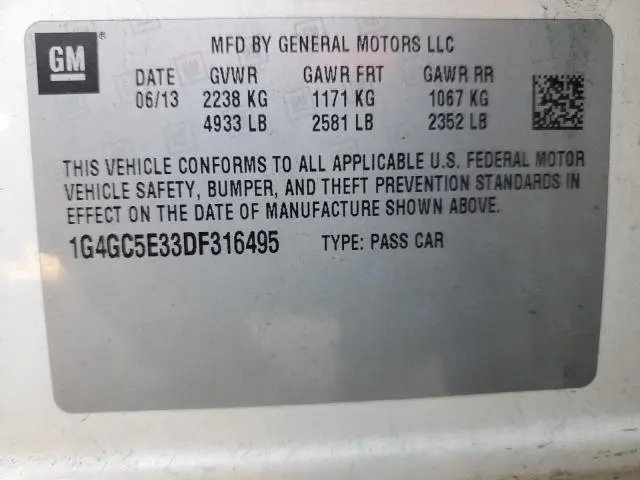 GM
MFD BY GENERAL MOTORS LLC
DATE GVWR GAWR FRT GAWR RR
06/13 2238 KG 1171 KG 1067 KG
4933 LB 2581 LB 2352 LB
THIS VEHICLE CONFORMS TO ALL APPLICABLE U.S. FEDERAL MOTOR
VEHICLE SAFETY, BUMPER, AND THEFT PREVENTION STANDARDS IN
EFFECT ON THE DATE OF MANUFACTURE SHOWN ABOVE.
1G4GC5E33DF316495 TYPE: PASS CAR